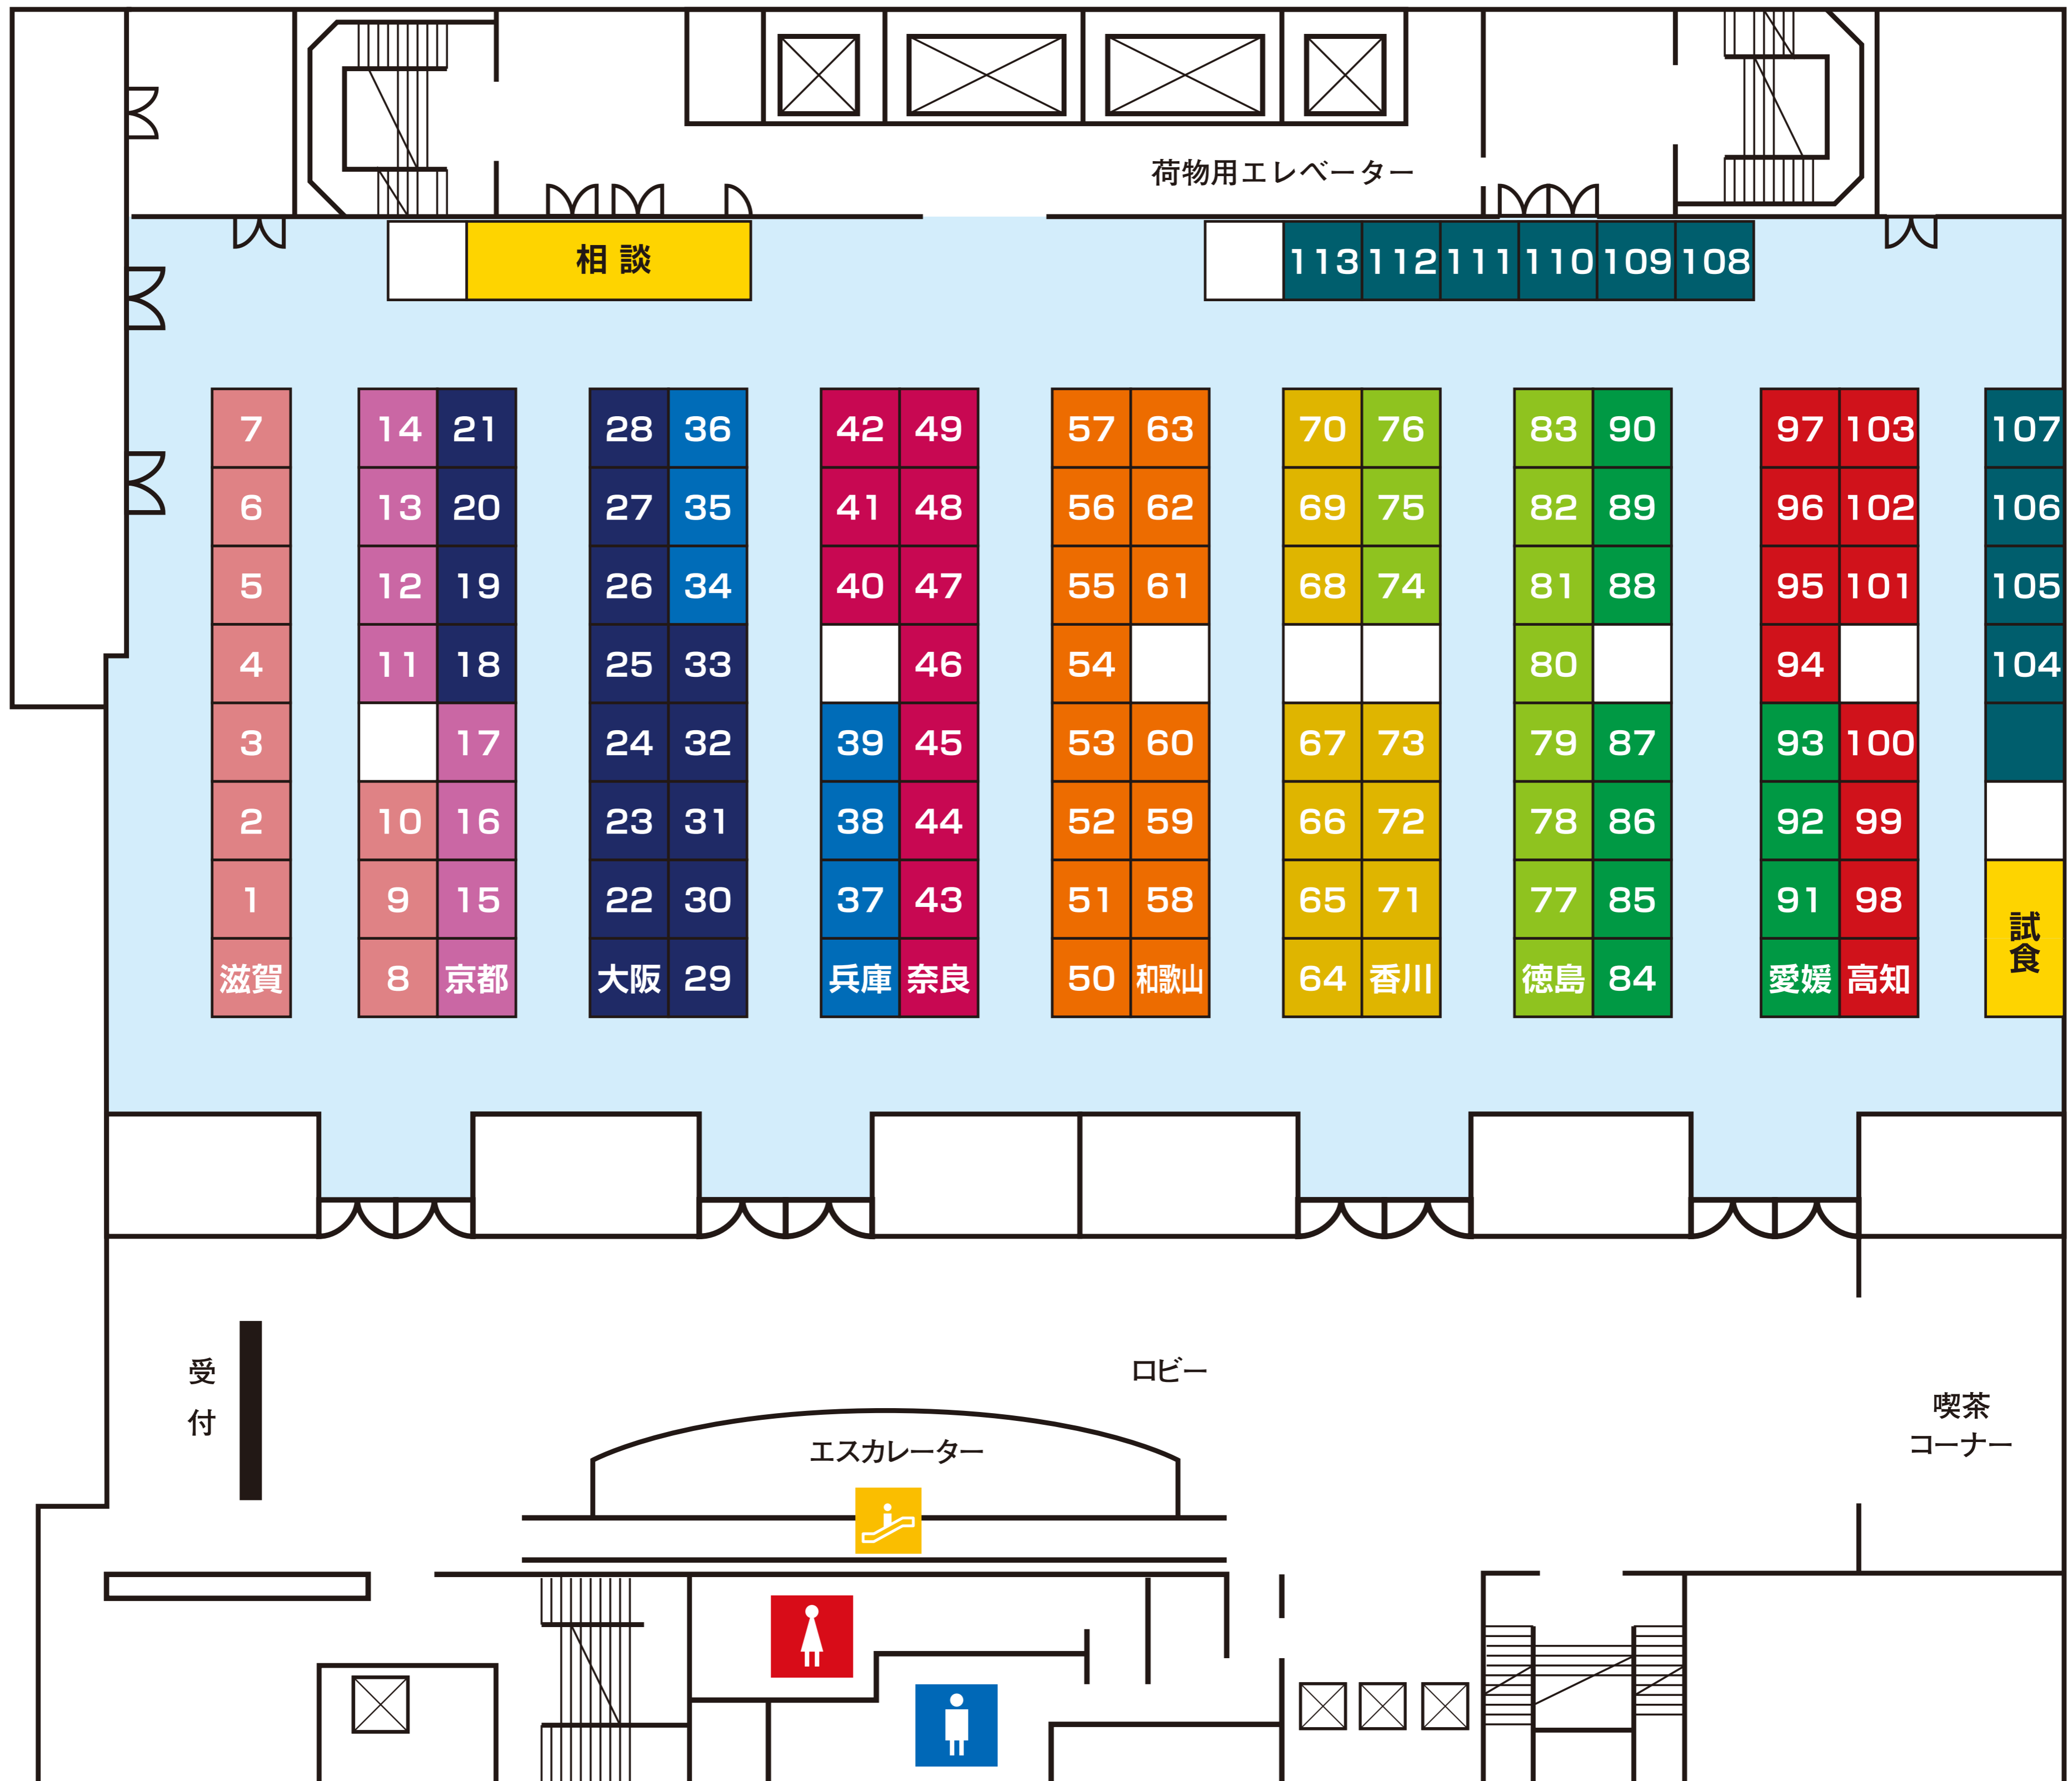 荷物用エレベーター
相 談
113 112 111 110 109 108
7 14 21 28 36 42 49 57 63 70 76 83 90 97 103 107
6 13 20 27 35 41 48 56 62 69 75 82 89 96 102 106
5 12 19 26 34 40 47 55 61 68 74 81 88 95 101 105
4 11 18 25 33 46 54 80 94 104
3 17 24 32 39 45 53 60 67 73 79 87 93 100
2 10 16 23 31 38 44 52 59 66 72 78 86 92 99
1 9 15 22 30 37 43 51 58 65 71 77 85 91 98
滋賀 8 京都 大阪 29 兵庫 奈良 50 和歌山 64 香川 徳島 84 愛媛 高知
試食
受付
ロビー
エスカレーター
喫茶
コーナー